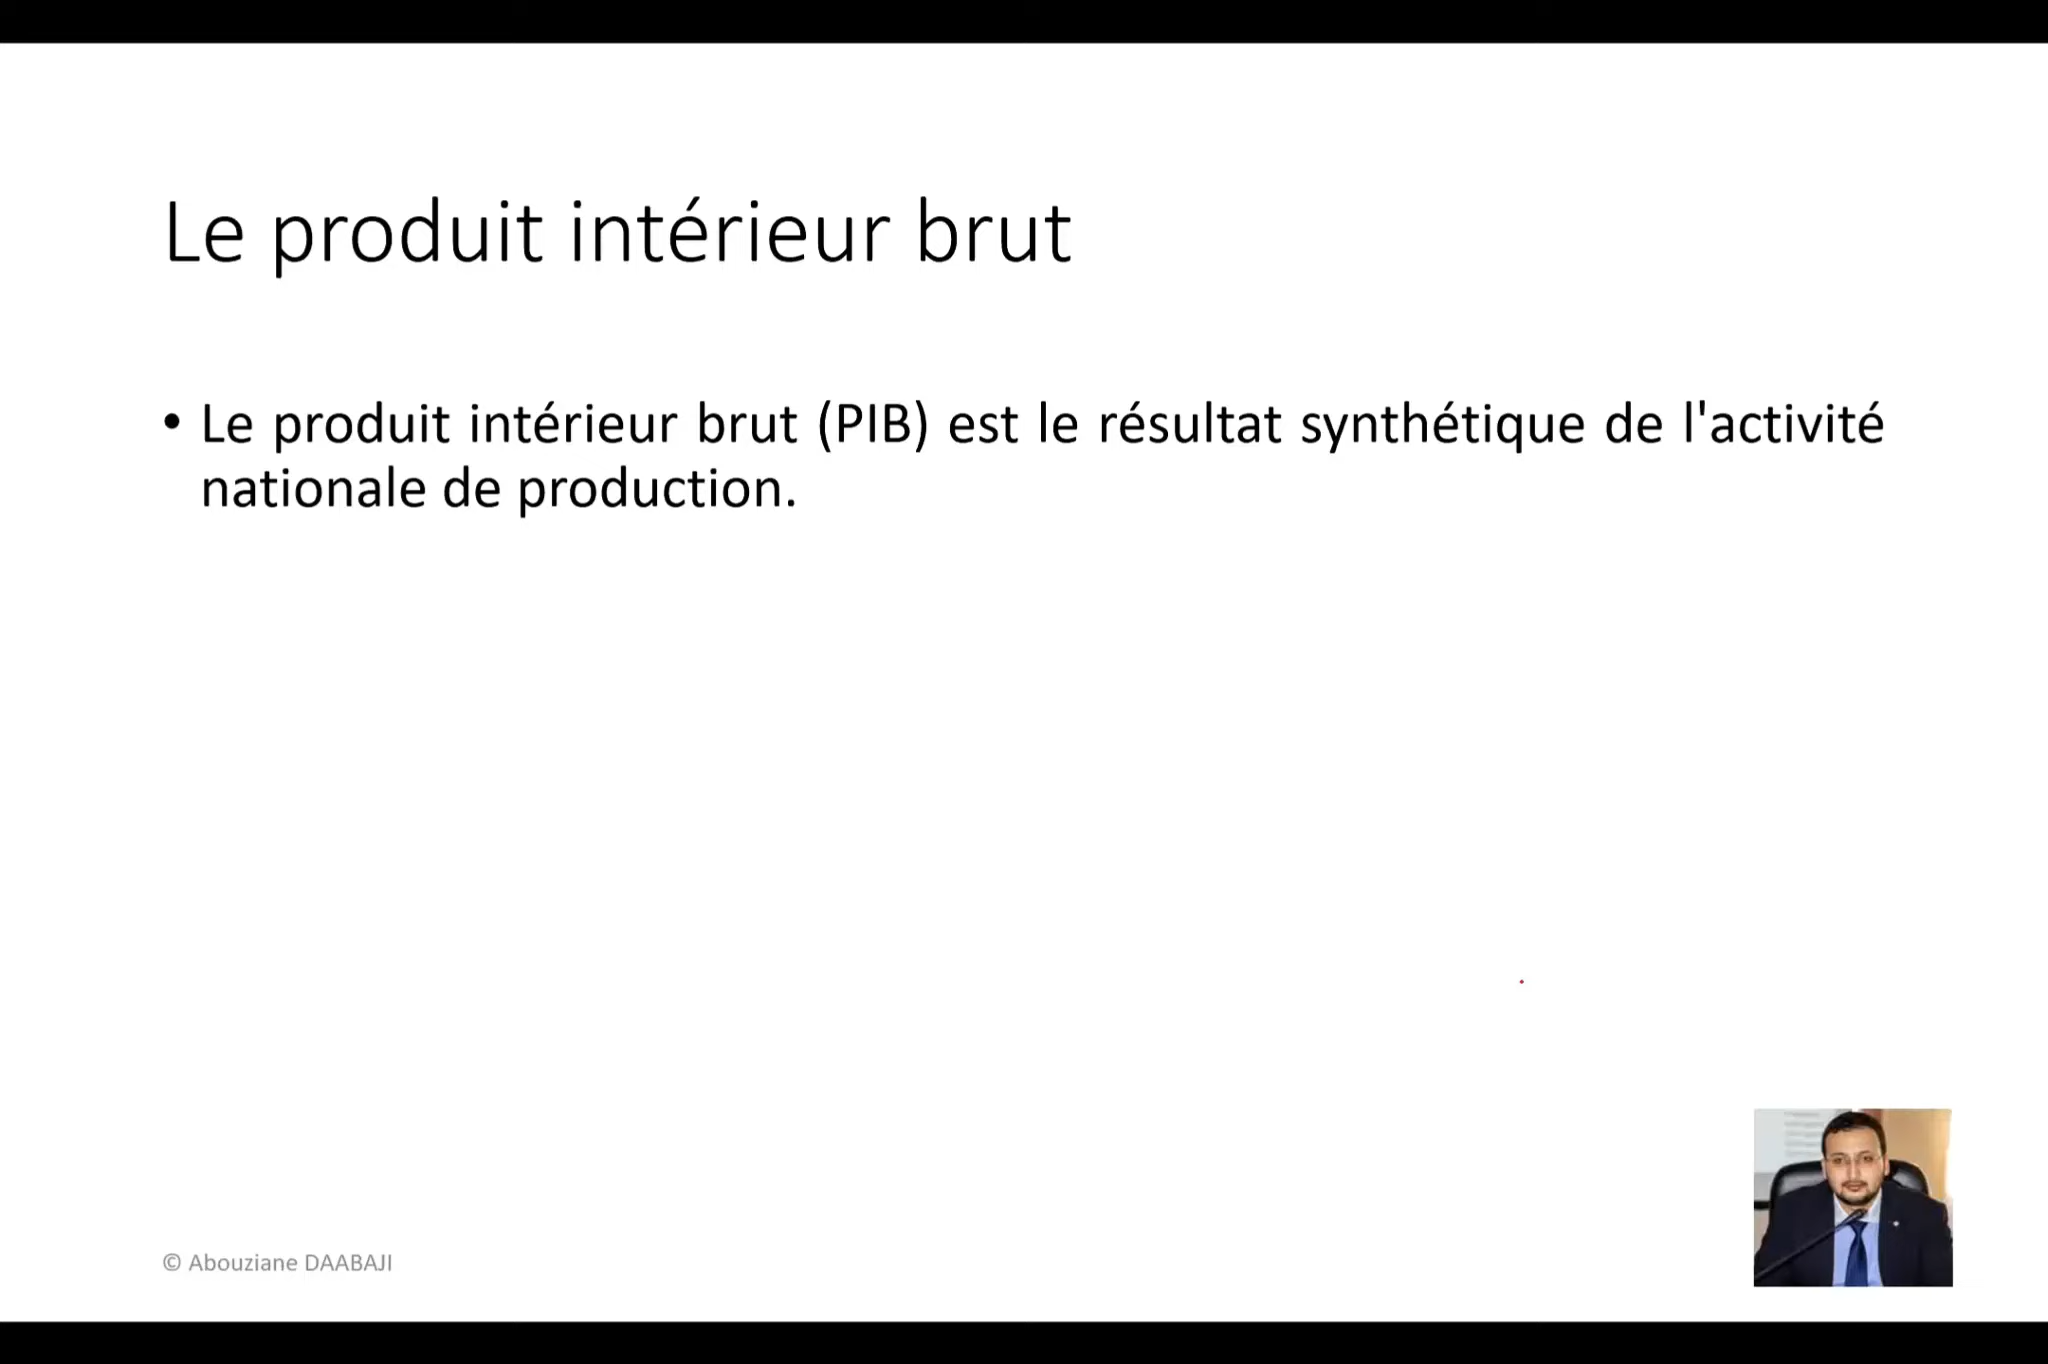 Le produit intérieur brut
• Le produit intérieur brut (PIB) est le résultat synthétique de l'activité
nationale de production.
© Abouziane DAABAJI